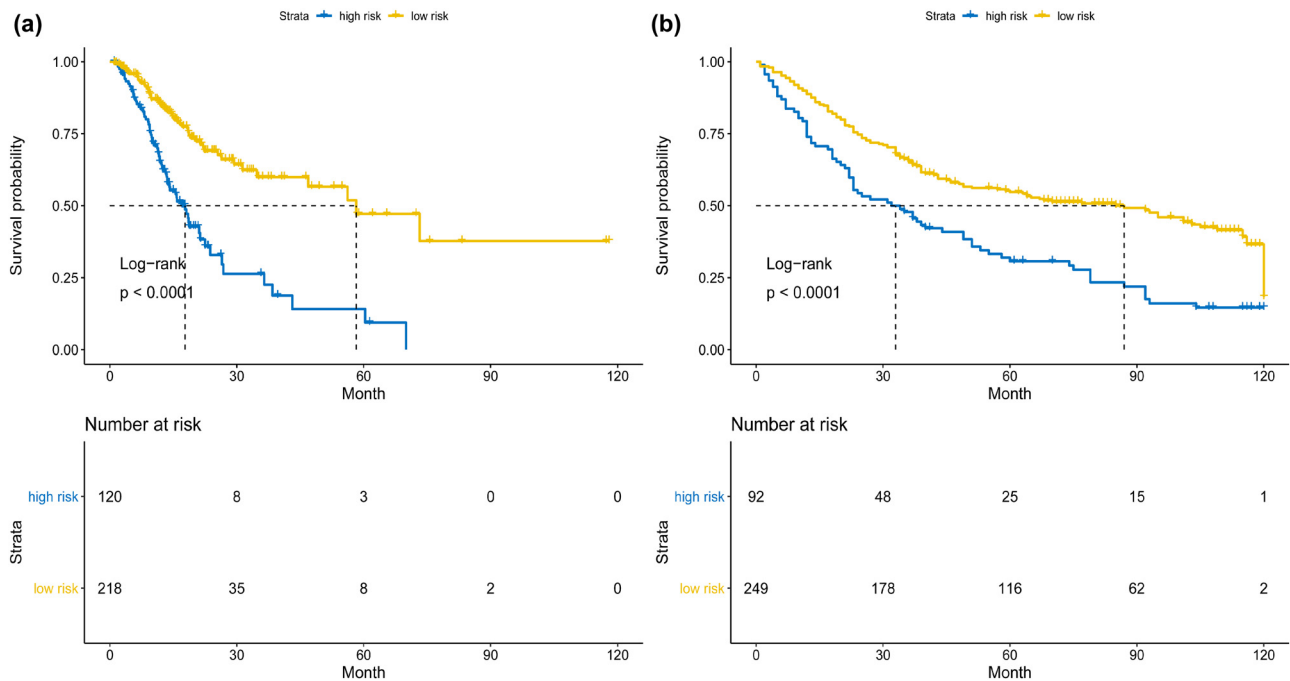 (a)
Strata high risk low risk
Survival probability
1.00
0.75
0.50
0.25
0.00
Log-rank
p < 0.0001
0 30 60 90 120
Month
Number at risk
Strata
high risk 120 8 3 0 0
low risk 218 35 8 2 0
0 30 60 90 120
Month
(b)
Strata high risk low risk
Survival probability
1.00
0.75
0.50
0.25
0.00
Log-rank
p < 0.0001
0 30 60 90 120
Month
Number at risk
Strata
high risk 92 48 25 15 1
low risk 249 178 116 62 2
0 30 60 90 120
Month